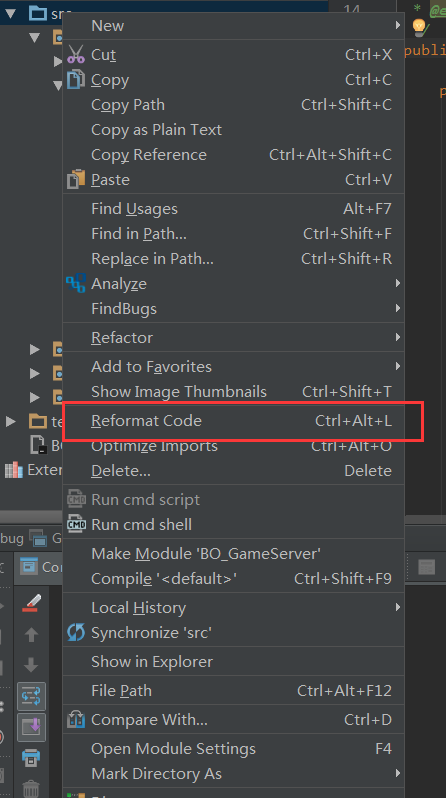 src
14
* @
New
Cut Ctrl+X
publi
Copy Ctrl+C
Copy Path Ctrl+Shift+C
Copy as Plain Text
Copy Reference Ctrl+Alt+Shift+C
Paste Ctrl+V
Find Usages Alt+F7
Find in Path... Ctrl+Shift+F
Replace in Path... Ctrl+Shift+R
Analyze
FindBugs
Refactor
Add to Favorites
Show Image Thumbnails Ctrl+Shift+T
te
Reformat Code Ctrl+Alt+L
Optimize Imports Ctrl+Alt+O
Exter
Delete... Delete
Run cmd script
CMD Run cmd shell
bug
Make Module 'BO_GameServer'
Co
Compile '<default>' Ctrl+Shift+F9
Local History
Synchronize 'src'
Show in Explorer
File Path Ctrl+Alt+F12
Compare With... Ctrl+D
Open Module Settings F4
Mark Directory As